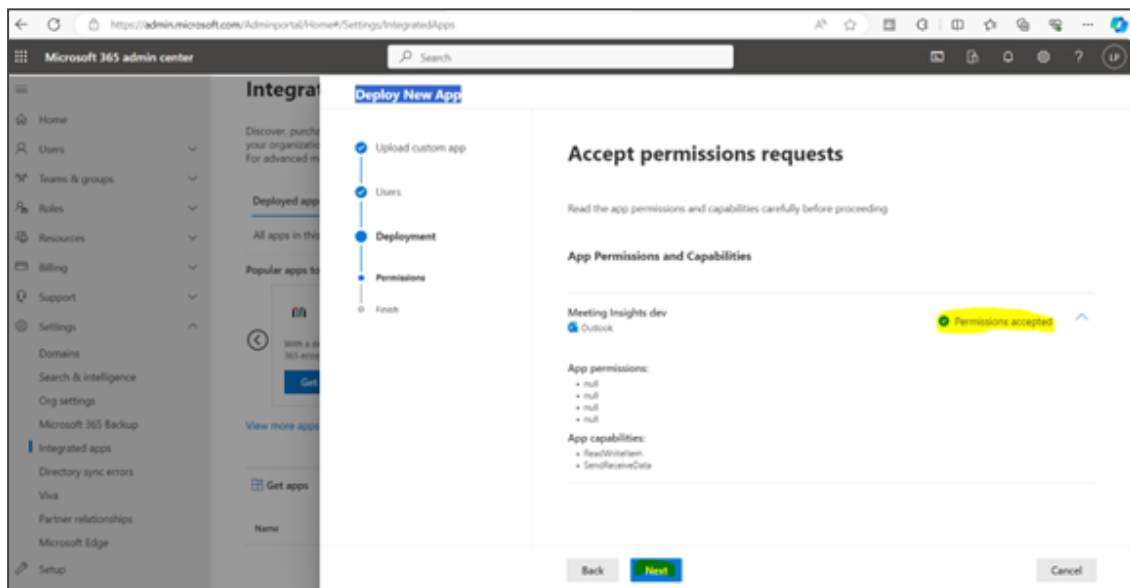 https://admin.microsoft.com/Adminportal/Home#/Settings/IntegratedApps
Microsoft 365 admin center
Search
LP
Home
Users
Teams & groups
Roles
Resources
Billing
Support
Settings
Domains
Search & intelligence
Org settings
Microsoft 365 Backup
Integrated apps
Directory sync errors
Viva
Partner relationships
Microsoft Edge
Setup
Integrat
Discover, purcha
your organizatio
For advanced m
Deployed app
All apps in this
Popular apps to
With a
Get
View more apps
Get apps
Name
Deploy New App
Upload custom app
Users
Deployment
Permissions
Finish
Accept permissions requests
Read the app permissions and capabilities carefully before proceeding
App Permissions and Capabilities
Meeting Insights dev
Outlook
Permissions accepted
App permissions:
• null
• null
• null
• null
App capabilities:
• ReadWriteItem
• SendReceiveData
Back
Next
Cancel